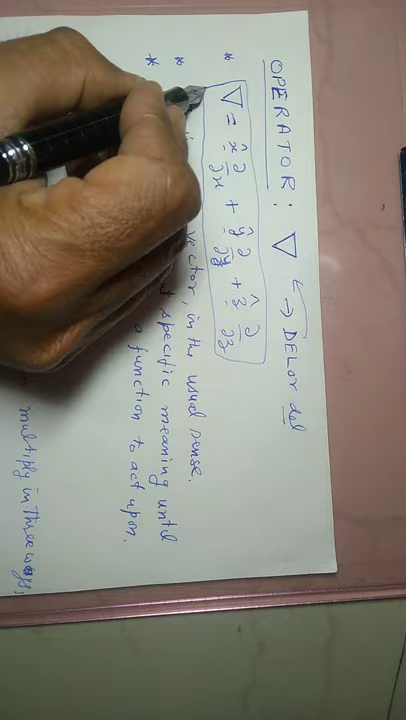 OPERATOR: ∇ → DEL or del
* ∇ = x̂ ∂/∂x + ŷ ∂/∂y + ẑ ∂/∂z
* vector, in the usual sense.
* specific meaning until
a function to act upon.
multiply in three ways,